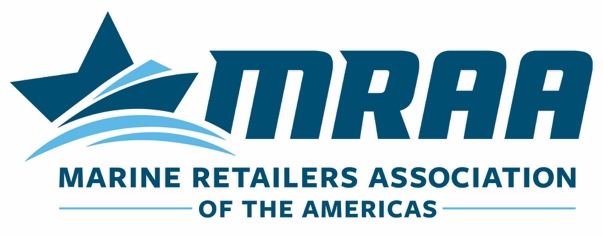 MRAA
MARINE RETAILERS ASSOCIATION
OF THE AMERICAS